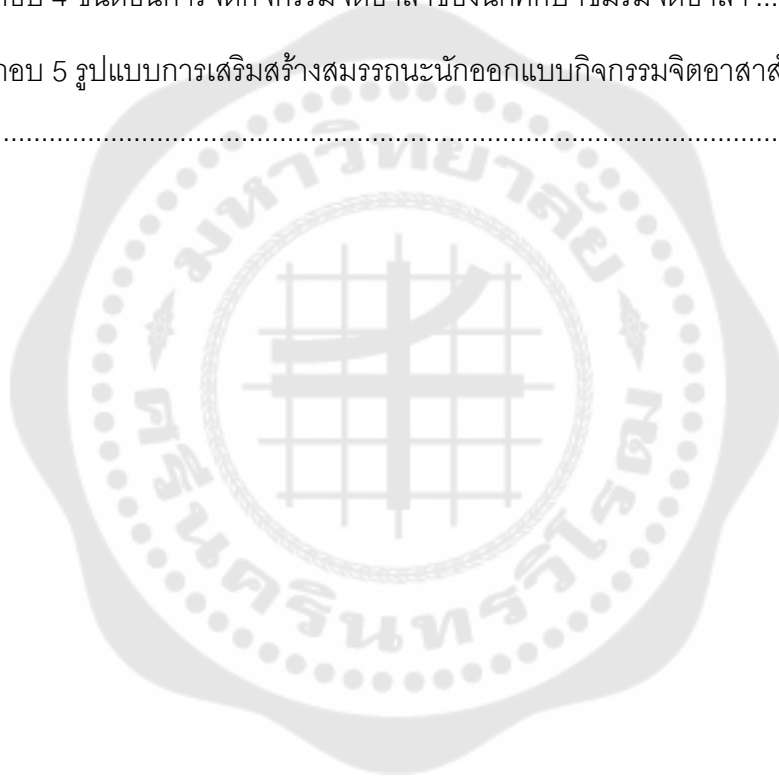 กอบ 5 รูปแบบการเสริมสร้างสมรรถนะนักออกแบบกิจกรรมจิตอาสาส
................................................................................
มหาวิทยาลัย
ศรีนครินทรวิโรฒ